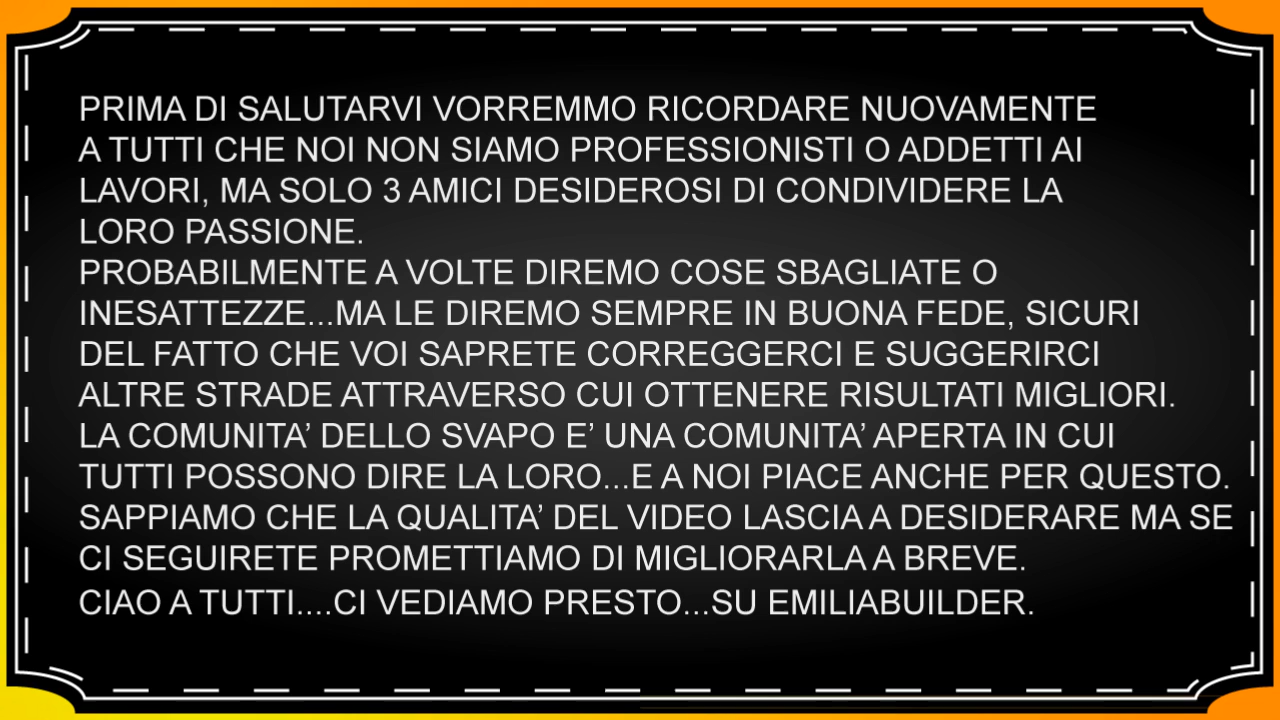 PRIMA DI SALUTARVI VORREMMO RICORDARE NUOVAMENTE
A TUTTI CHE NOI NON SIAMO PROFESSIONISTI O ADDETTI AI
LAVORI, MA SOLO 3 AMICI DESIDEROSI DI CONDIVIDERE LA
LORO PASSIONE.
PROBABILMENTE A VOLTE DIREMO COSE SBAGLIATE O
INESATTEZZE...MA LE DIREMO SEMPRE IN BUONA FEDE, SICURI
DEL FATTO CHE VOI SAPRETE CORREGGERCI E SUGGERIRCI
ALTRE STRADE ATTRAVERSO CUI OTTENERE RISULTATI MIGLIORI.
LA COMUNITA’ DELLO SVAPO E’ UNA COMUNITA’ APERTA IN CUI
TUTTI POSSONO DIRE LA LORO...E A NOI PIACE ANCHE PER QUESTO.
SAPPIAMO CHE LA QUALITA’ DEL VIDEO LASCIA A DESIDERARE MA SE
CI SEGUIRETE PROMETTIAMO DI MIGLIORARLA A BREVE.
CIAO A TUTTI....CI VEDIAMO PRESTO...SU EMILIABUILDER.